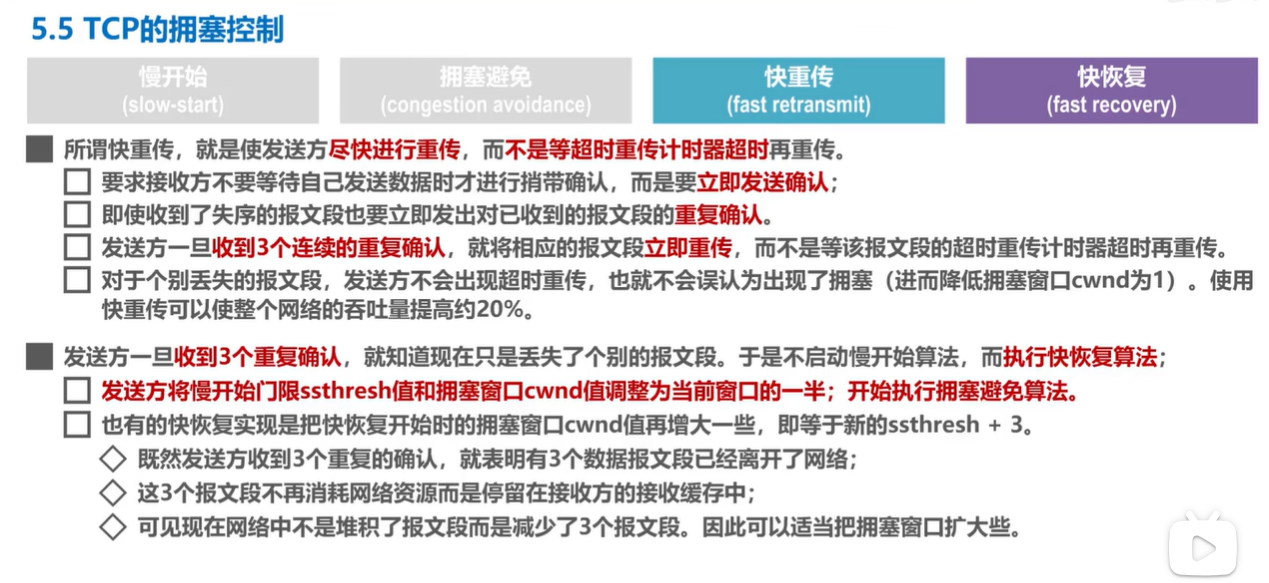 5.5 TCP的拥塞控制
慢开始
(slow-start)
拥塞避免
(congestion avoidance)
快重传
(fast retransmit)
快恢复
(fast recovery)
所谓快重传，就是使发送方尽快进行重传，而不是等超时重传计时器超时再重传。
要求接收方不要等待自己发送数据时才进行捎带确认，而是要立即发送确认；
即使收到了失序的报文段也要立即发出对已收到的报文段的重复确认。
发送方一旦收到3个连续的重复确认，就将相应的报文段立即重传，而不是等该报文段的超时重传计时器超时再重传。
对于个别丢失的报文段，发送方不会出现超时重传，也就不会误认为出现了拥塞（进而降低拥塞窗口cwnd为1）。使用
快重传可以使整个网络的吞吐量提高约20%。
发送方一旦收到3个重复确认，就知道现在只是丢失了个别的报文段。于是不启动慢开始算法，而执行快恢复算法；
发送方将慢开始门限ssthresh值和拥塞窗口cwnd值调整为当前窗口的一半；开始执行拥塞避免算法。
也有的快恢复实现是把快恢复开始时的拥塞窗口cwnd值再增大一些，即等于新的ssthresh + 3。
既然发送方收到3个重复的确认，就表明有3个数据报文段已经离开了网络；
这3个报文段不再消耗网络资源而是停留在接收方的接收缓存中；
可见现在网络中不是堆积了报文段而是减少了3个报文段。因此可以适当把拥塞窗口扩大些。